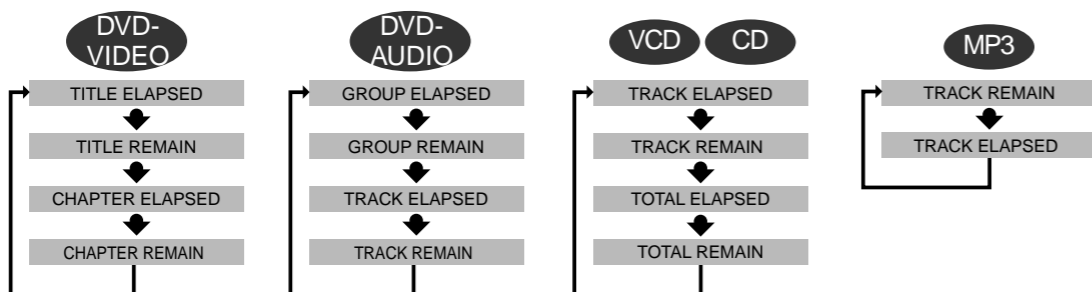 DVD-
VIDEO
TITLE ELAPSED
TITLE REMAIN
CHAPTER ELAPSED
CHAPTER REMAIN
DVD-
AUDIO
GROUP ELAPSED
GROUP REMAIN
TRACK ELAPSED
TRACK REMAIN
VCD CD
TRACK ELAPSED
TRACK REMAIN
TOTAL ELAPSED
TOTAL REMAIN
MP3
TRACK REMAIN
TRACK ELAPSED